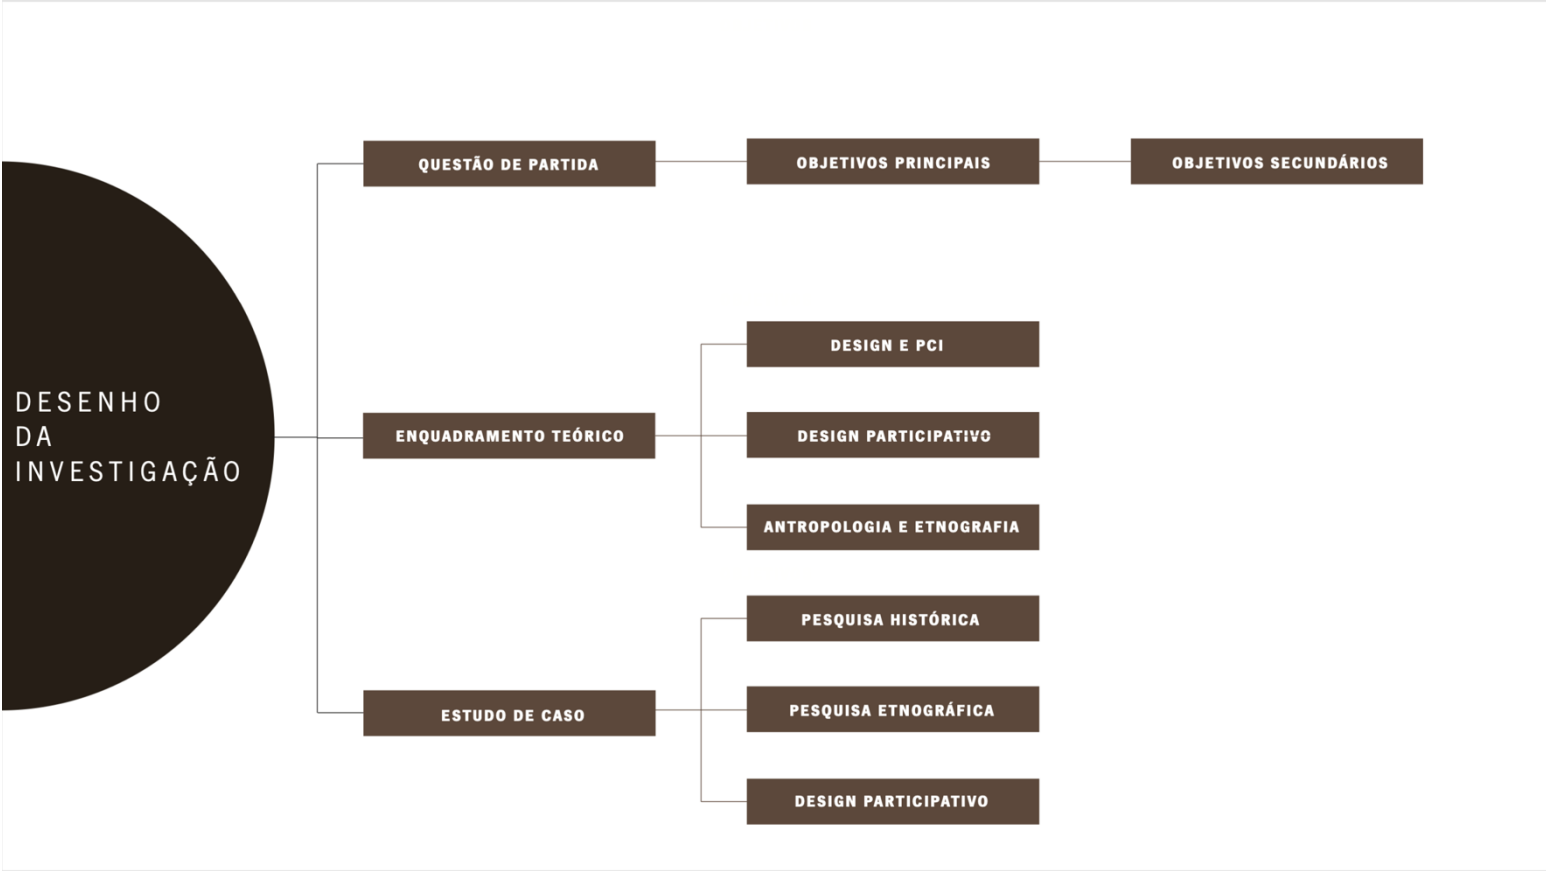 DESENHO
DA
INVESTIGAÇÃO
QUESTÃO DE PARTIDA
OBJETIVOS PRINCIPAIS
OBJETIVOS SECUNDÁRIOS
ENQUADRAMENTO TEÓRICO
DESIGN E PCI
DESIGN PARTICIPATIVO
ANTROPOLOGIA E ETNOGRAFIA
ESTUDO DE CASO
PESQUISA HISTÓRICA
PESQUISA ETNOGRÁFICA
DESIGN PARTICIPATIVO